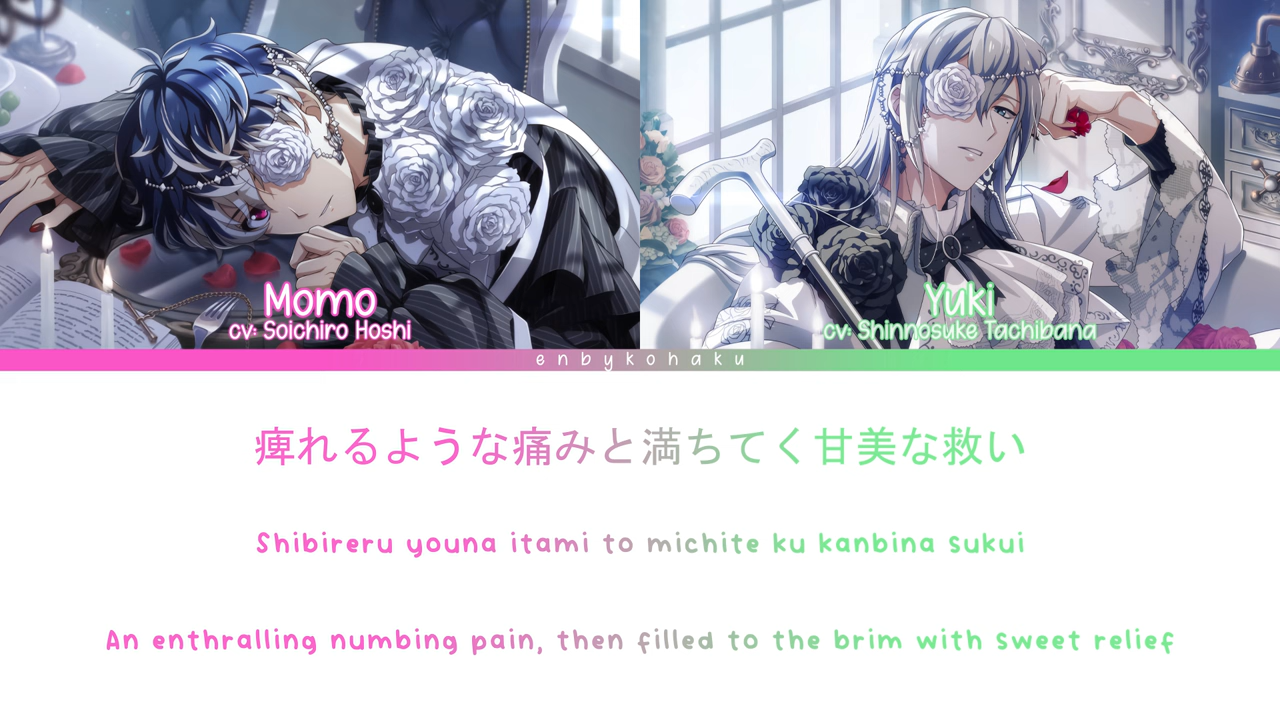 Momo
cv: Soichiro Hoshi
Yuki
cv: Shinnosuke Tachibana
enbykohaku
痺れるような痛みと満ちてく甘美な救い
Shibireru youna itami to michite ku kanbina sukui
An enthralling numbing pain, then filled to the brim with sweet relief